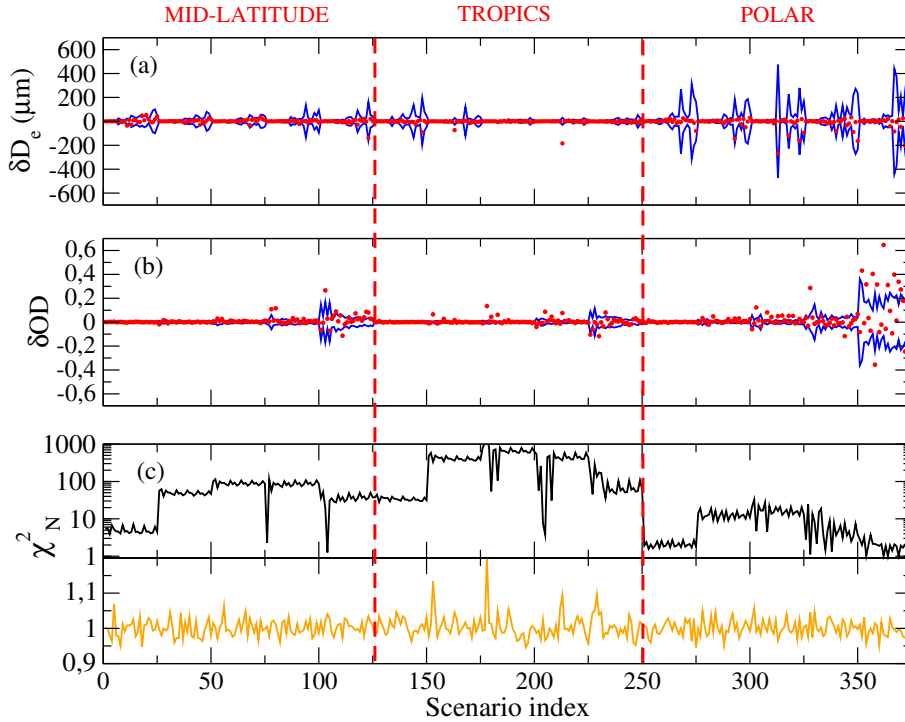 MID-LATITUDE TROPICS POLAR
(a)
δD_e (μm)
600
400
200
0
-200
-400
-600
(b)
δOD
0,6
0,4
0,2
0
-0,2
-0,4
-0,6
(c)
χ²_N
1000
100
10
1
1,1
1
0,9
0 50 100 150 200 250 300 350
Scenario index